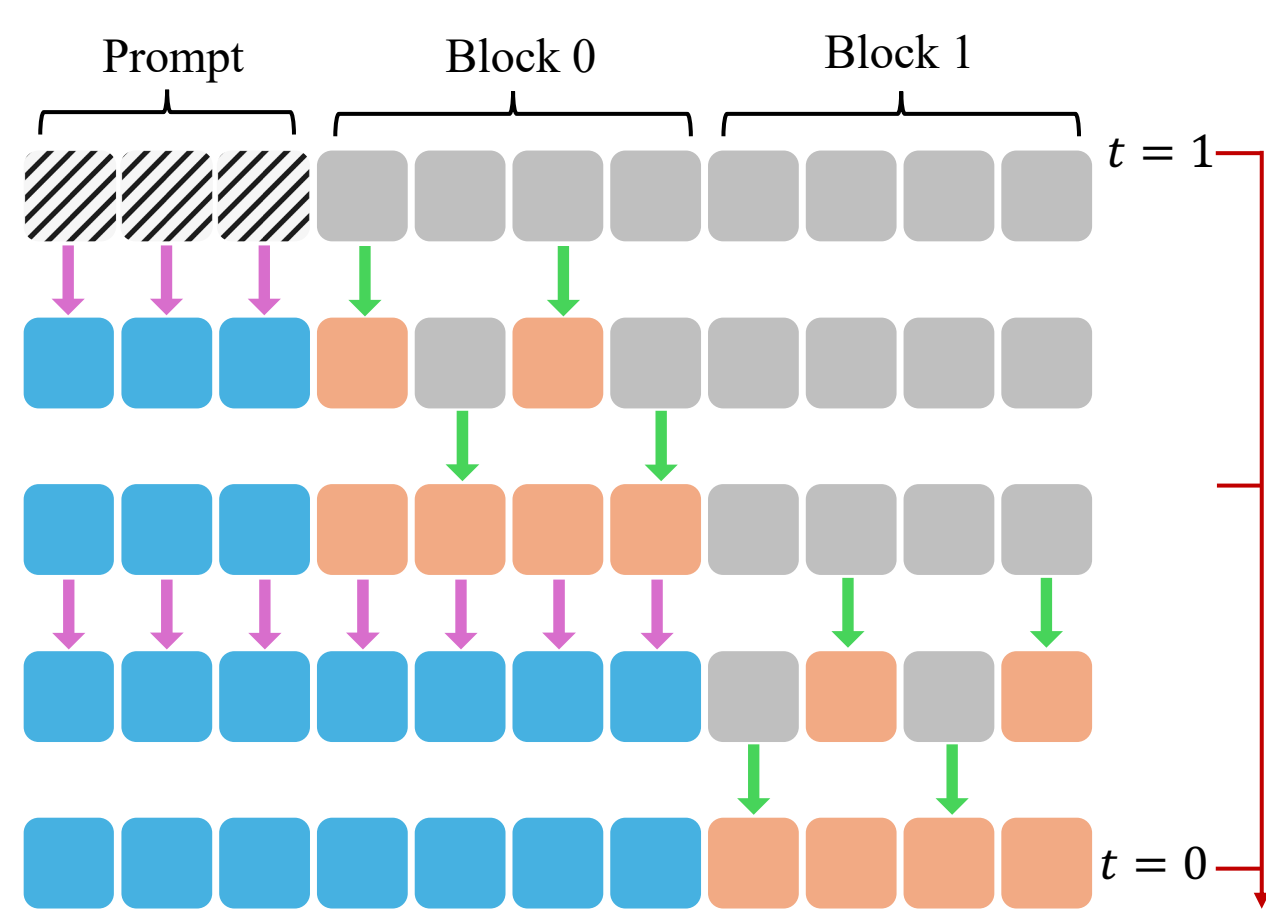 Prompt
Block 0
Block 1
t = 1
t = 0